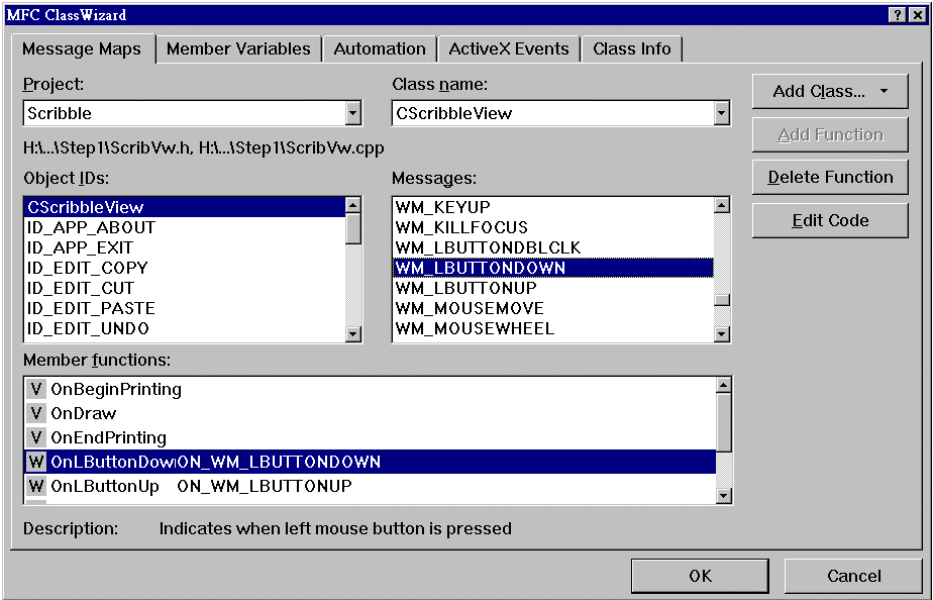 MFC ClassWizard
Message Maps
Member Variables
Automation
ActiveX Events
Class Info
Project:
Scribble
Class name:
CScribbleView
Add Class...
Add Function
Delete Function
Edit Code
H:\...\Step1\ScribVw.h, H:\...\Step1\ScribVw.cpp
Object IDs:
CScribbleView
ID_APP_ABOUT
ID_APP_EXIT
ID_EDIT_COPY
ID_EDIT_CUT
ID_EDIT_PASTE
ID_EDIT_UNDO
Messages:
WM_KEYUP
WM_KILLFOCUS
WM_LBUTTONDBLCLK
WM_LBUTTONDOWN
WM_LBUTTONUP
WM_MOUSEMOVE
WM_MOUSEWHEEL
Member functions:
V OnBeginPrinting
V OnDraw
V OnEndPrinting
W OnLButtonDow ON_WM_LBUTTONDOWN
W OnLButtonUp ON_WM_LBUTTONUP
Description: Indicates when left mouse button is pressed
OK
Cancel